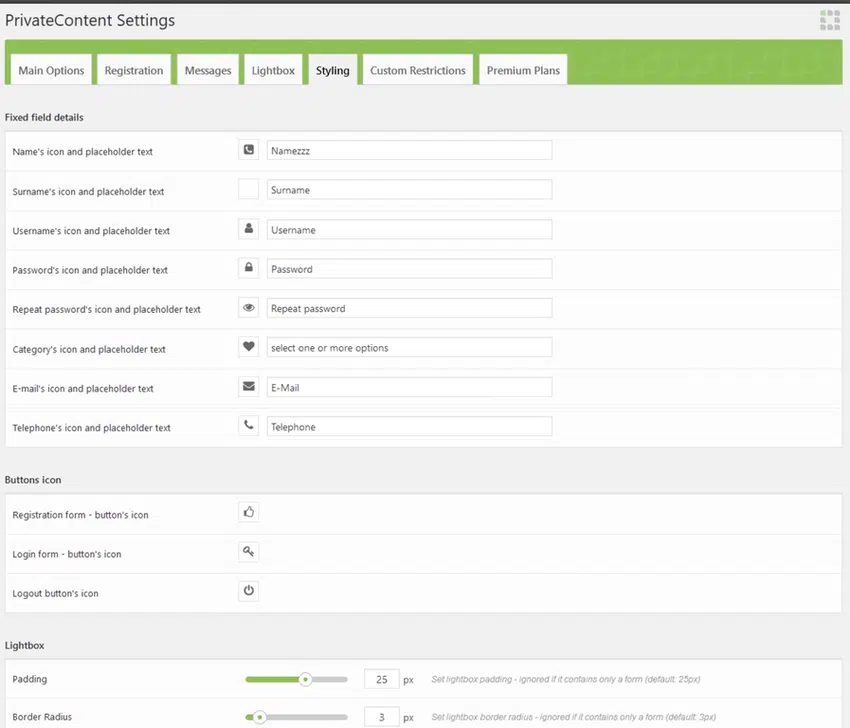 PrivateContent Settings
Main Options Registration Messages Lightbox Styling Custom Restrictions Premium Plans
Fixed field details
Name's icon and placeholder text Namezzz
Surname's icon and placeholder text Surname
Username's icon and placeholder text Username
Password's icon and placeholder text Password
Repeat password's icon and placeholder text Repeat password
Category's icon and placeholder text select one or more options
E-mail's icon and placeholder text E-Mail
Telephone's icon and placeholder text Telephone
Buttons icon
Registration form - button's icon
Login form - button's icon
Logout button's icon
Lightbox
Padding 25 px Set lightbox padding - ignored if it contains only a form (default: 25px)
Border Radius 3 px Set lightbox border radius - ignored if it contains only a form (default: 3px)